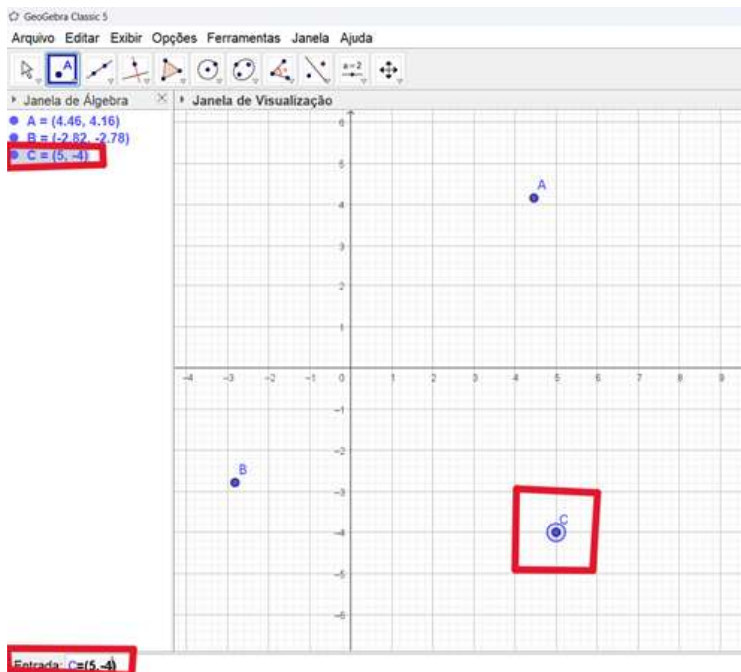 GeoGebra Classic 5
Arquivo Editar Exibir Opções Ferramentas Janela Ajuda
A
a=2
Janela de Álgebra
Janela de Visualização
A = (4.46, 4.16)
B = (-2.82, -2.78)
C = (5, -4)
6
5
A
4
3
2
1
-4 -3 -2 -1 0 1 2 3 4 5 6 7 8 9
-1
-2
B
-3
C
-4
-5
-6
Entrada: C=(5,-4)